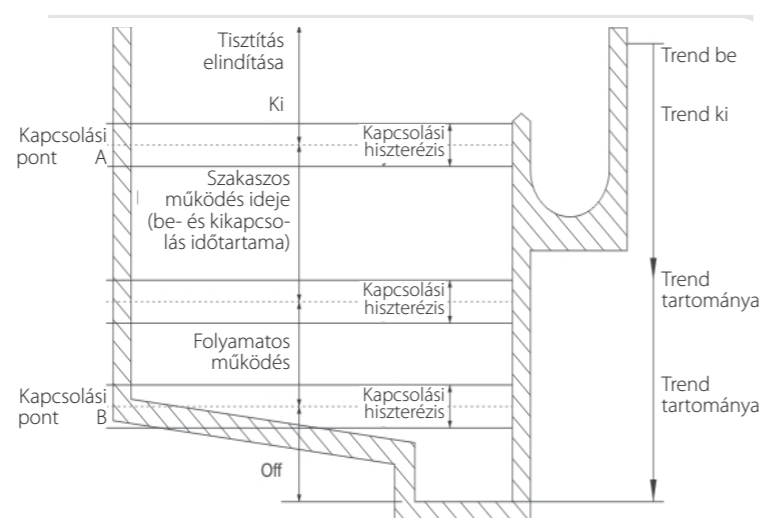 Tisztítás
elindítása
Trend be
Ki
Trend ki
Kapcsolási
pont A
Kapcsolási
hiszterézis
Szakaszos
működés ideje
(be- és kikapcso-
lás időtartama)
Kapcsolási
hiszterézis
Trend
tartománya
Folyamatos
működés
Kapcsolási
pont B
Kapcsolási
hiszterézis
Trend
tartománya
Off